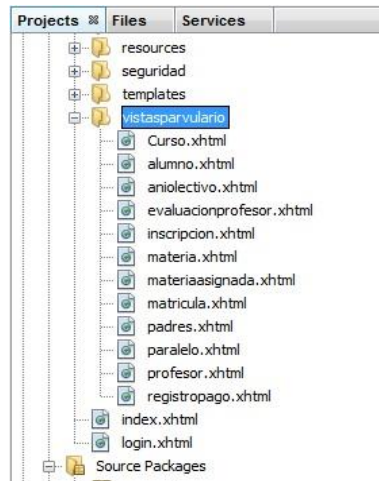 Projects Files Services
resources
seguridad
templates
vistasparvulario
Curso.xhtml
alumno.xhtml
aniolectivo.xhtml
evaluacionprofesor.xhtml
inscripcion.xhtml
materia.xhtml
materiaasignada.xhtml
matricula.xhtml
padres.xhtml
paralelo.xhtml
profesor.xhtml
registropago.xhtml
index.xhtml
login.xhtml
Source Packages